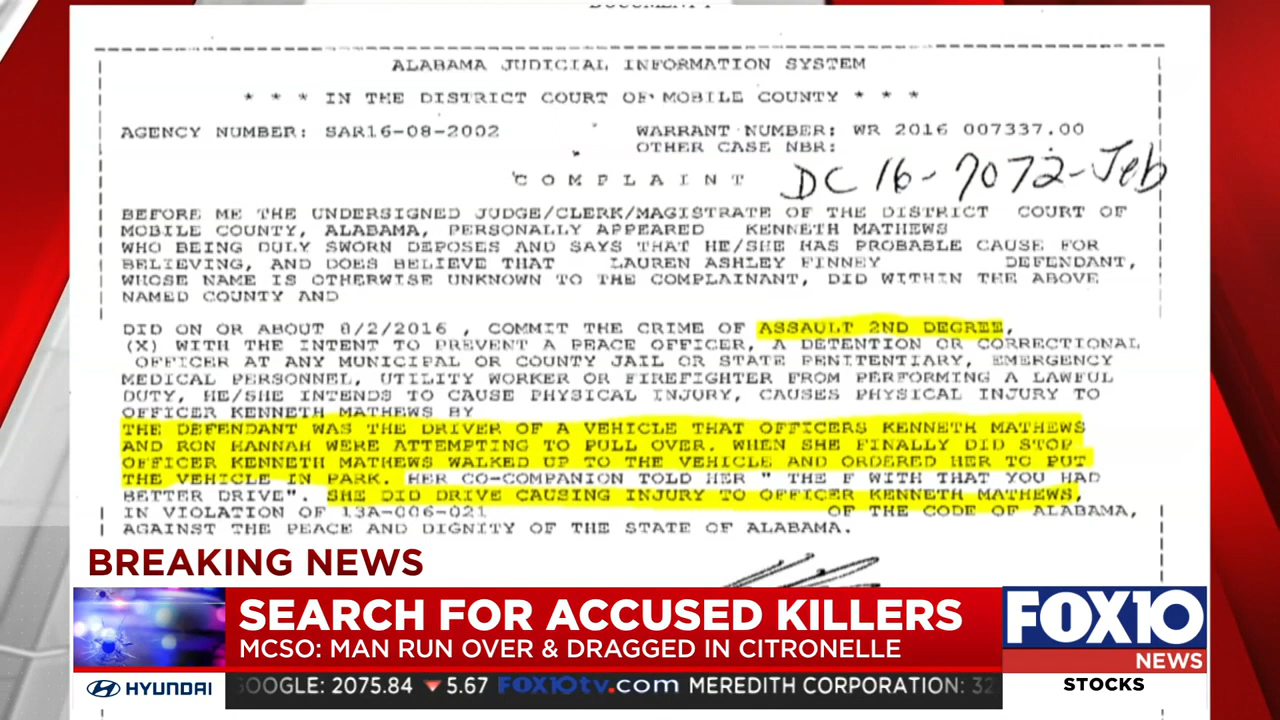 ALABAMA JUDICIAL INFORMATION SYSTEM
* * * IN THE DISTRICT COURT OF MOBILE COUNTY * * *
AGENCY NUMBER: SAR16-08-2002
WARRANT NUMBER: WR 2016 007337.00
OTHER CASE NBR:
DC 16-7072-Jeb
COMPLAINT
BEFORE ME THE UNDERSIGNED JUDGE/CLERK/MAGISTRATE OF THE DISTRICT COURT OF
MOBILE COUNTY, ALABAMA, PERSONALLY APPEARED KENNETH MATHEWS
WHO BEING DULY SWORN DEPOSES AND SAYS THAT HE/SHE HAS PROBABLE CAUSE FOR
BELIEVING, AND DOES BELIEVE THAT LAUREN ASHLEY FINNEY DEFENDANT,
WHOSE NAME IS OTHERWISE UNKNOWN TO THE COMPLAINANT, DID WITHIN THE ABOVE
NAMED COUNTY AND
DID ON OR ABOUT 8/2/2016 , COMMIT THE CRIME OF ASSAULT 2ND DEGREE,
(X) WITH THE INTENT TO PREVENT A PEACE OFFICER, A DETENTION OR CORRECTIONAL
OFFICER AT ANY MUNICIPAL OR COUNTY JAIL OR STATE PENITENTIARY, EMERGENCY
MEDICAL PERSONNEL, UTILITY WORKER OR FIREFIGHTER FROM PERFORMING A LAWFUL
DUTY, HE/SHE INTENDS TO CAUSE PHYSICAL INJURY, CAUSES PHYSICAL INJURY TO
OFFICER KENNETH MATHEWS BY
THE DEFENDANT WAS THE DRIVER OF A VEHICLE THAT OFFICERS KENNETH MATHEWS
AND RON HANNAH WERE ATTEMPTING TO PULL OVER. WHEN SHE FINALLY DID STOP
OFFICER KENNETH MATHEWS WALKED UP TO THE VEHICLE AND ORDERED HER TO PUT
THE VEHICLE IN PARK. HER CO-COMPANION TOLD HER " THE F WITH THAT YOU HAD
BETTER DRIVE". SHE DID DRIVE CAUSING INJURY TO OFFICER KENNETH MATHEWS,
IN VIOLATION OF 13A-006-021 OF THE CODE OF ALABAMA,
AGAINST THE PEACE AND DIGNITY OF THE STATE OF ALABAMA.
BREAKING NEWS
SEARCH FOR ACCUSED KILLERS
MCSO: MAN RUN OVER & DRAGGED IN CITRONELLE
FOX10
NEWS
HYUNDAI
OOGLE: 2075.84 ▼5.67 FOX10tv.com MEREDITH CORPORATION: 32
STOCKS